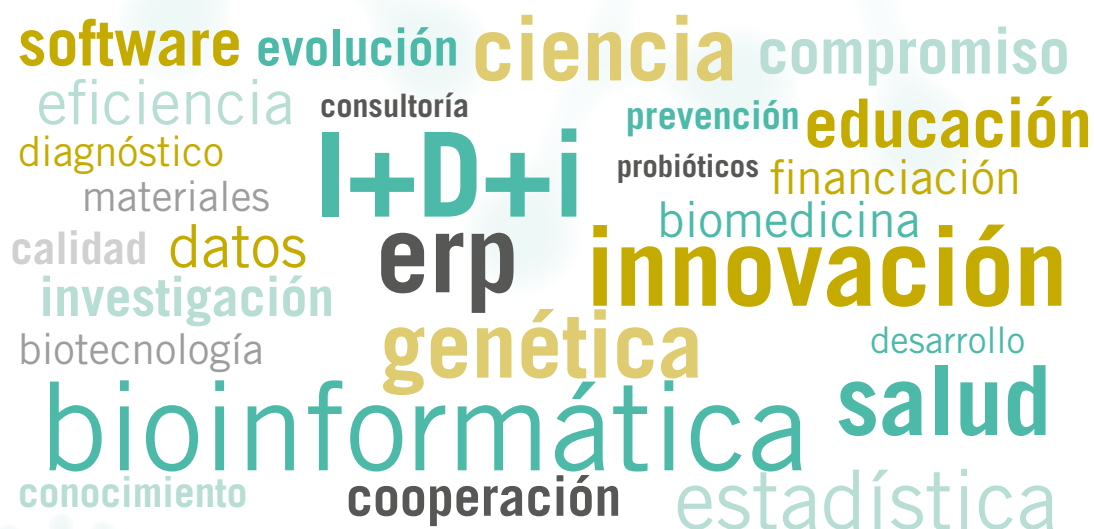 software evolución ciencia compromiso
eficiencia consultoría prevención educación
diagnóstico I+D+i probióticos financiación
materiales biomedicina
calidad datos erp innovación
investigación
biotecnología genética desarrollo
bioinformática salud
conocimiento cooperación estadística